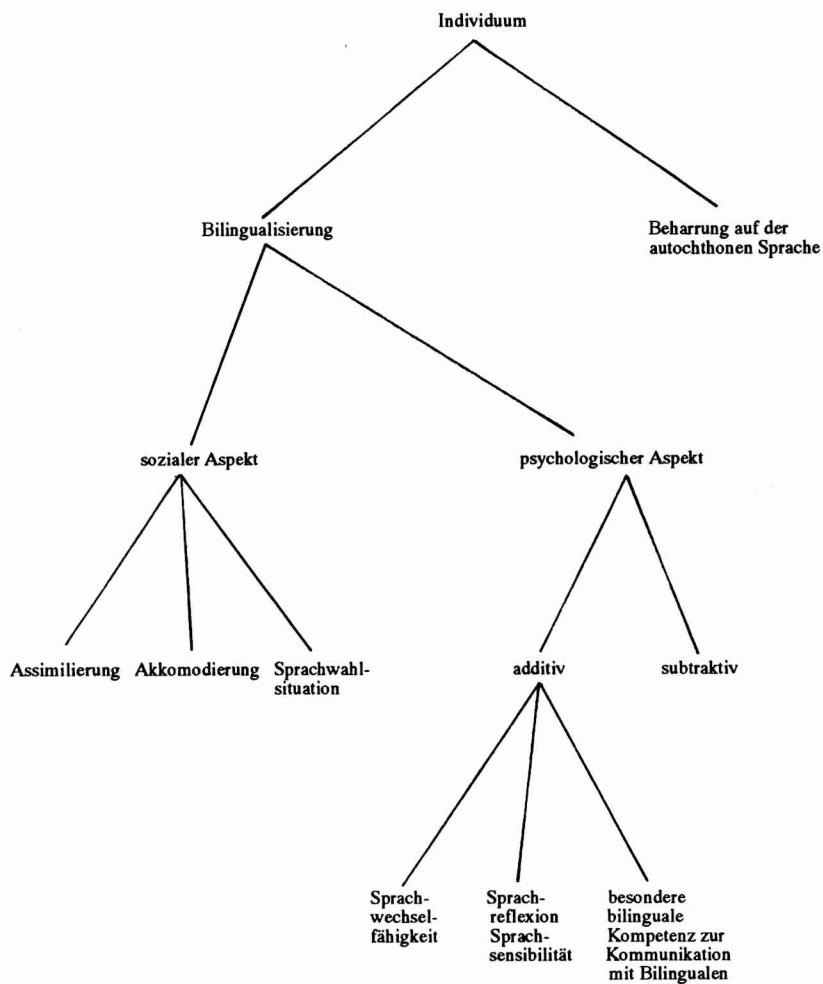 Individuum
Bilingualisierung
Beharrung auf der
autochthonen Sprache
sozialer Aspekt
psychologischer Aspekt
Assimilierung
Akkomodierung
Sprachwahl-
situation
additiv
subtraktiv
Sprach-
wechsel-
fähigkeit
Sprach-
reflexion
Sprach-
sensibilität
besondere
bilinguale
Kompetenz zur
Kommunikation
mit Bilingualen